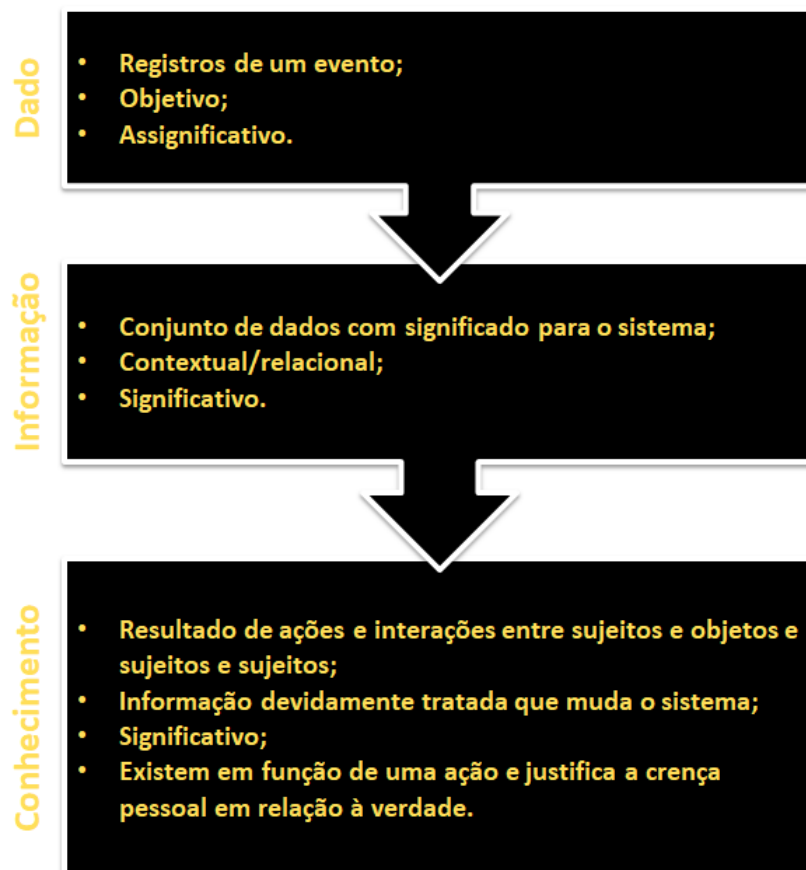 Dado
• Registros de um evento;
• Objetivo;
• Assignificativo.
Informação
• Conjunto de dados com significado para o sistema;
• Contextual/relacional;
• Significativo.
Conhecimento
• Resultado de ações e interações entre sujeitos e objetos e
sujeitos e sujeitos;
• Informação devidamente tratada que muda o sistema;
• Significativo;
• Existem em função de uma ação e justifica a crença
pessoal em relação à verdade.